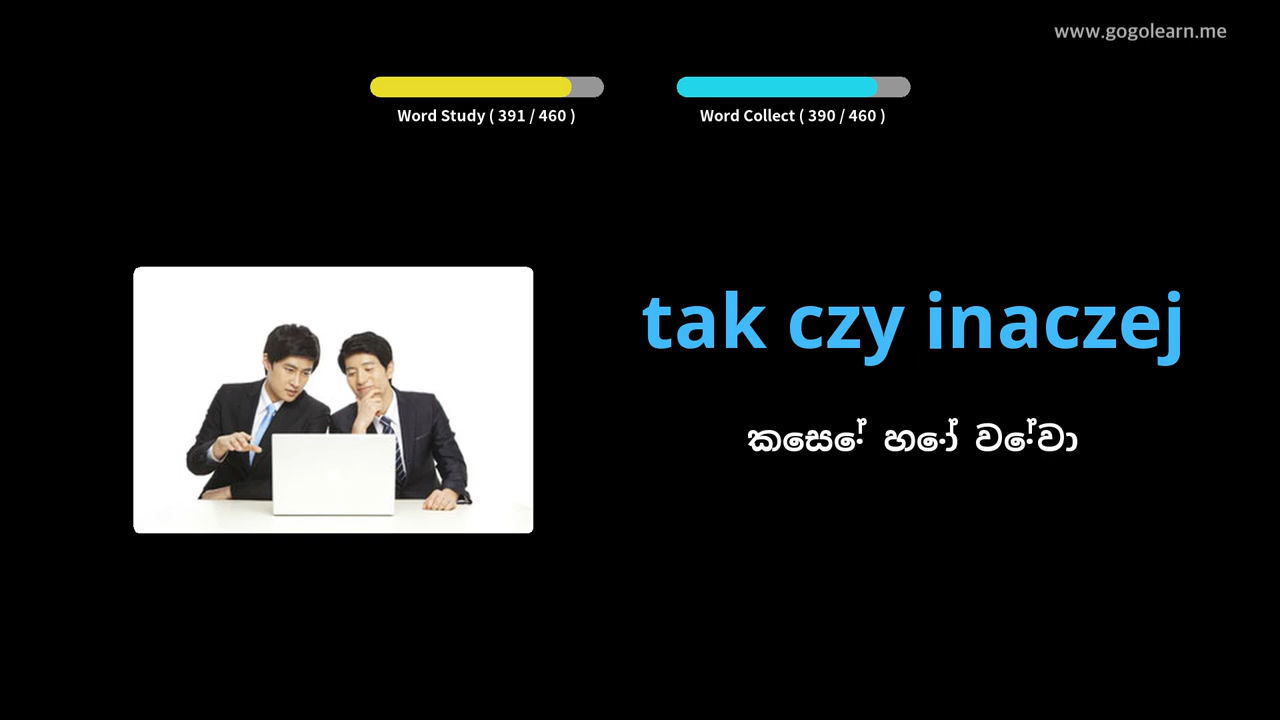 www.gogolearn.me
Word Study ( 391 / 460 )
Word Collect ( 390 / 460 )
tak czy inaczej
කෙසේ හෝ වේවා